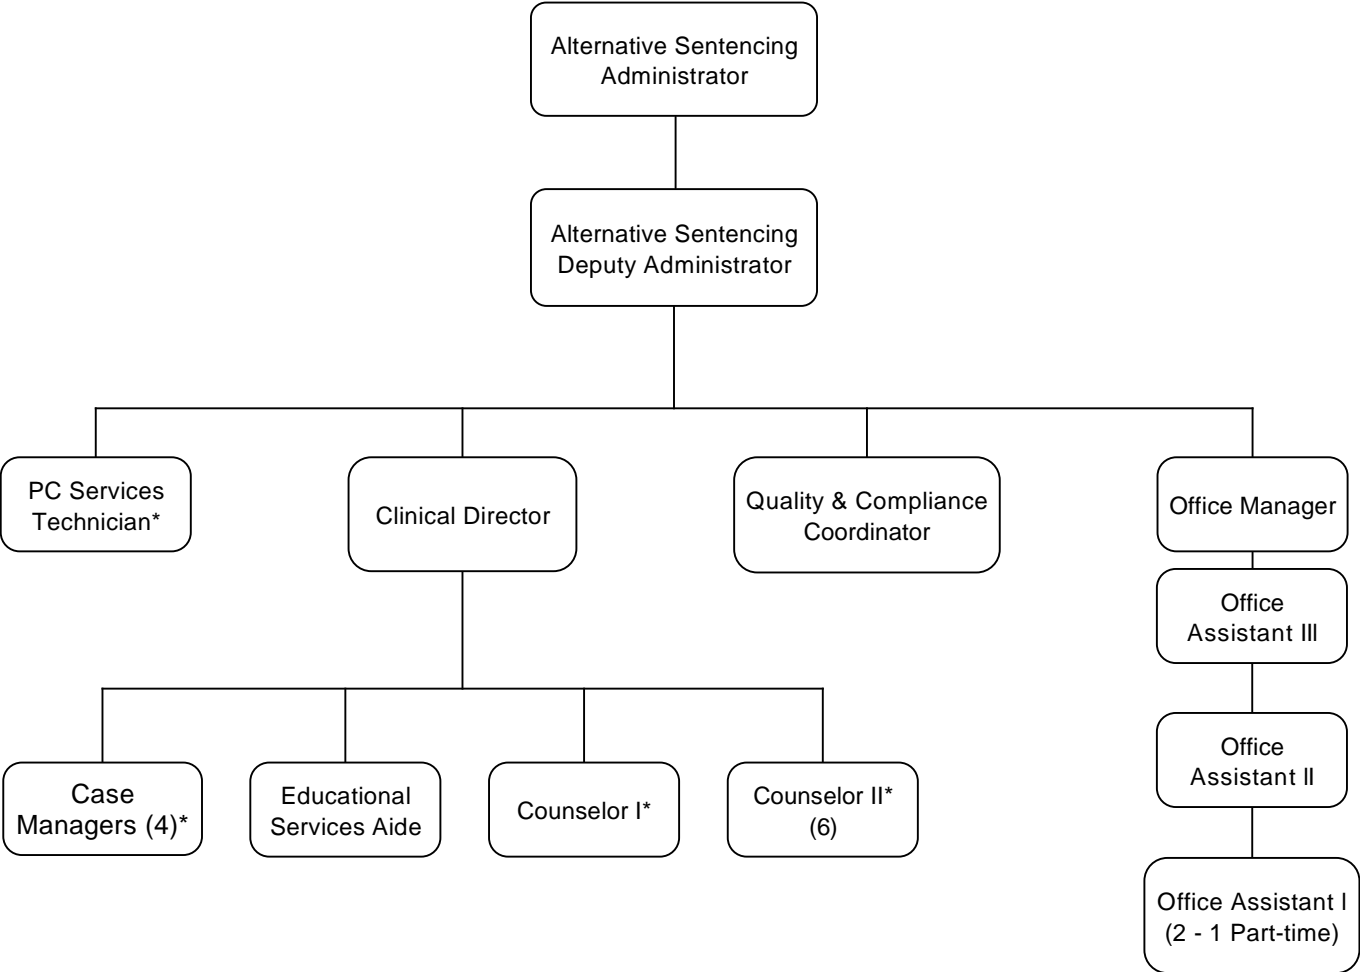 Alternative Sentencing
Administrator
Alternative Sentencing
Deputy Administrator
PC Services
Technician*
Clinical Director
Quality & Compliance
Coordinator
Office Manager
Office
Assistant III
Office
Assistant II
Case
Managers (4)*
Educational
Services Aide
Counselor I*
Counselor II*
(6)
Office Assistant I
(2 - 1 Part-time)